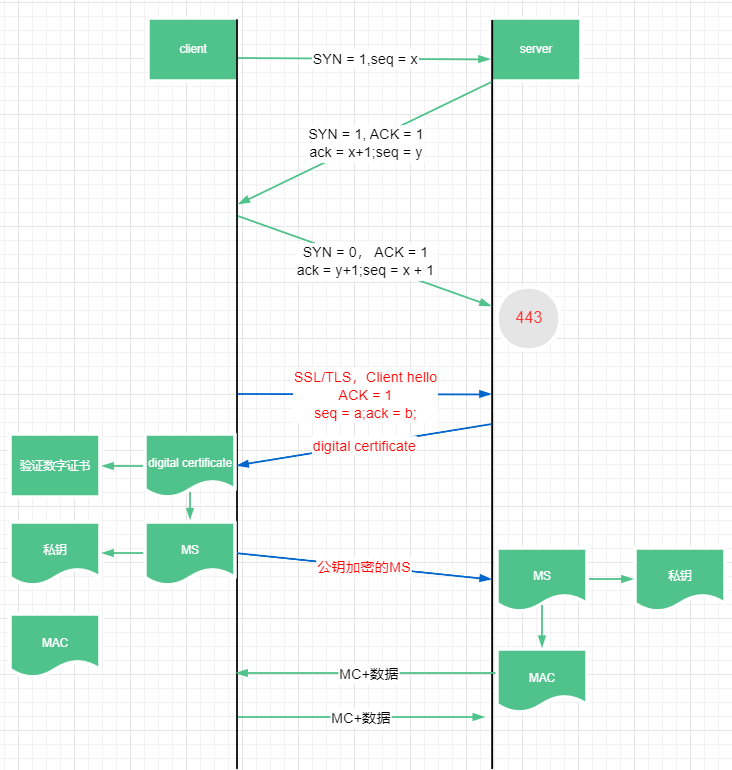 client
server
SYN = 1,seq = x
SYN = 1, ACK = 1
ack = x+1;seq = y
SYN = 0， ACK = 1
ack = y+1;seq = x + 1
443
SSL/TLS，Client hello
ACK = 1
seq = a;ack = b;
digital certificate
验证数字证书
digital certificate
私钥
MS
公钥加密的MS
MS
私钥
MAC
MAC
MC+数据
MC+数据